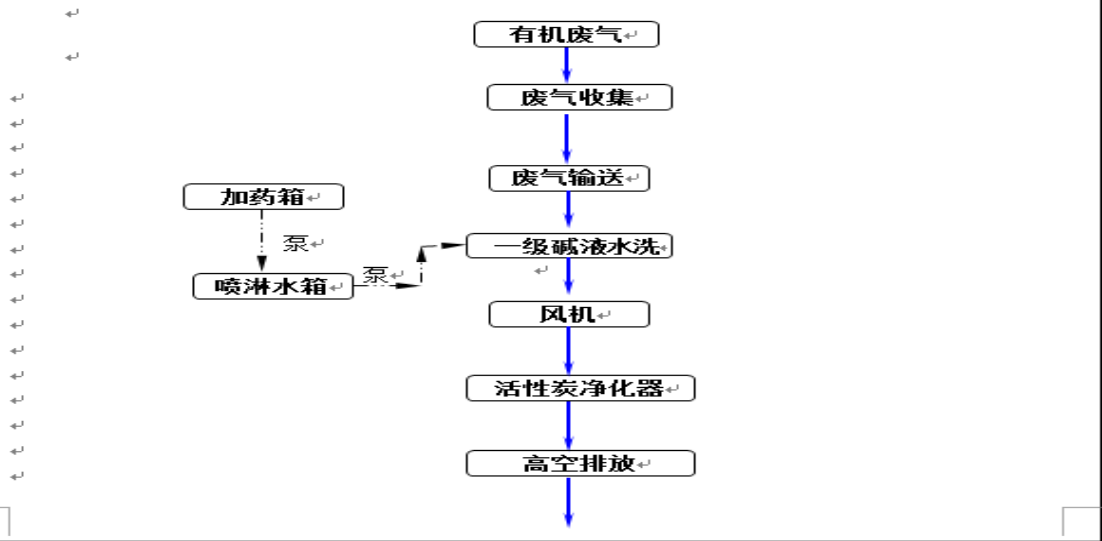 有机废气
废气收集
废气输送
加药箱
泵
一级碱液水洗
泵
喷淋水箱
风机
活性炭净化器
高空排放